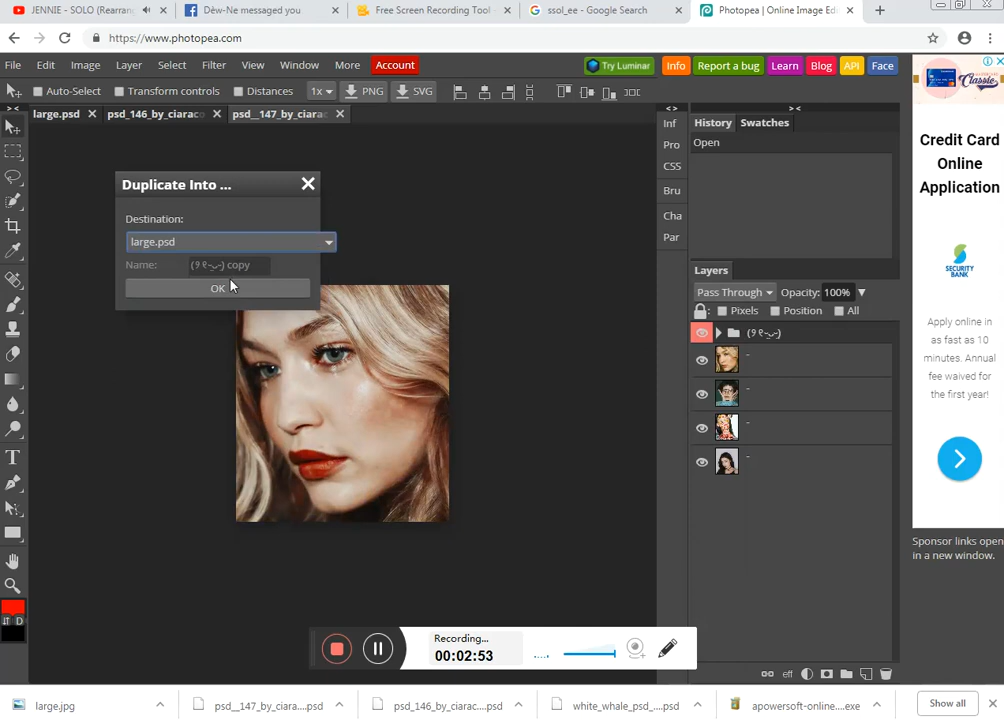 JENNIE - SOLO (Rearran
Dëw-Ne messaged you
Free Screen Recording Tool -
ssol_ee - Google Search
Photopea | Online Image Edi
https://www.photopea.com
File Edit Image Layer Select Filter View Window More Account
Try Luminar Info Report a bug Learn Blog API Face
Auto-Select Transform controls Distances 1x PNG SVG
large.psd psd_146_by_ciaraco psd__147_by_ciarac
Inf
Pro
CSS
Bru
Cha
Par
History Swatches
Open
Duplicate Into ...
Destination:
large.psd
Name: copy
OK
Layers
Pass Through Opacity: 100%
Pixels Position All
-
-
-
-
T
D
eff
Classic
Credit Card
Online
Application
SECURITY
BANK
Apply online in
as fast as 10
minutes. Annual
fee waived for
the first year!
Sponsor links open
in a new window.
Recording...
00:02:53
large.jpg
psd__147_by_ciara....psd
psd_146_by_ciarac....psd
white_whale_psd_-....psd
apowersoft-online....exe
Show all